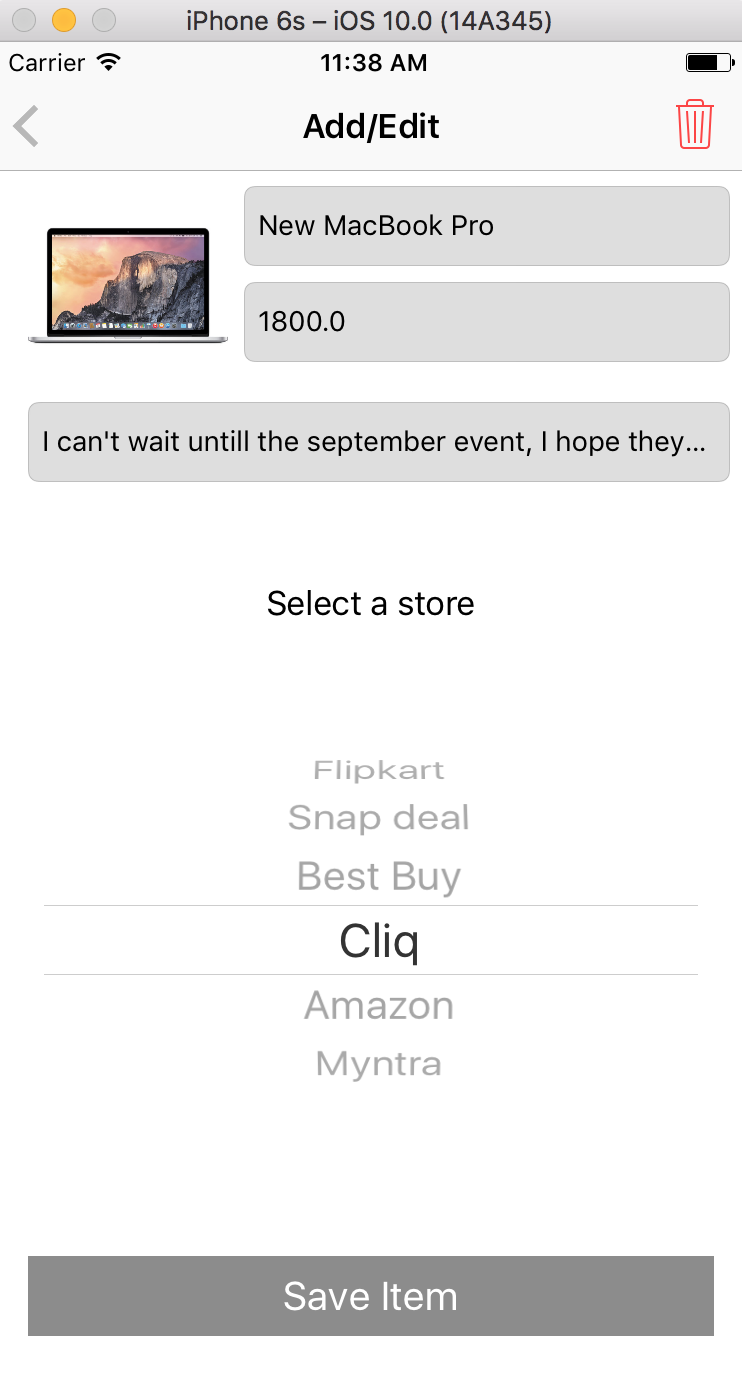 iPhone 6s – iOS 10.0 (14A345)
Carrier 11:38 AM
Add/Edit
New MacBook Pro
1800.0
I can't wait untill the september event, I hope they...
Select a store
Flipkart
Snap deal
Best Buy
Cliq
Amazon
Myntra
Save Item